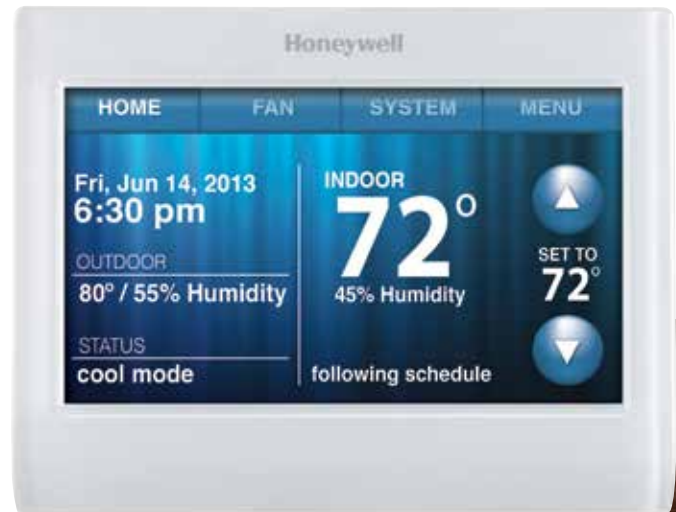 Honeywell
HOME FAN SYSTEM MENU
Fri, Jun 14, 2013
6:30 pm
OUTDOOR
80° / 55% Humidity
STATUS
cool mode
INDOOR
72°
45% Humidity
following schedule
SET TO
72°